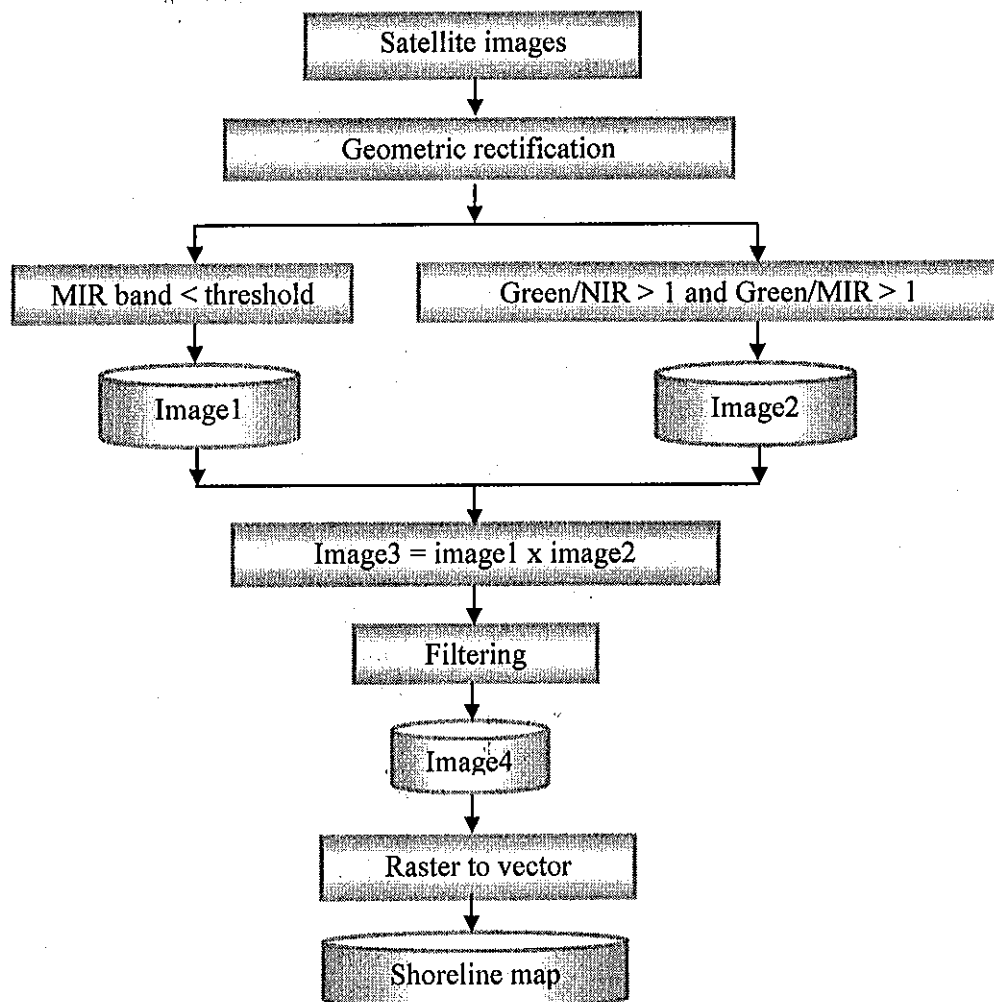 Satellite images
Geometric rectification
MIR band < threshold
Green/NIR > 1 and Green/MIR > 1
Image1
Image2
Image3 = image1 x image2
Filtering
Image4
Raster to vector
Shoreline map